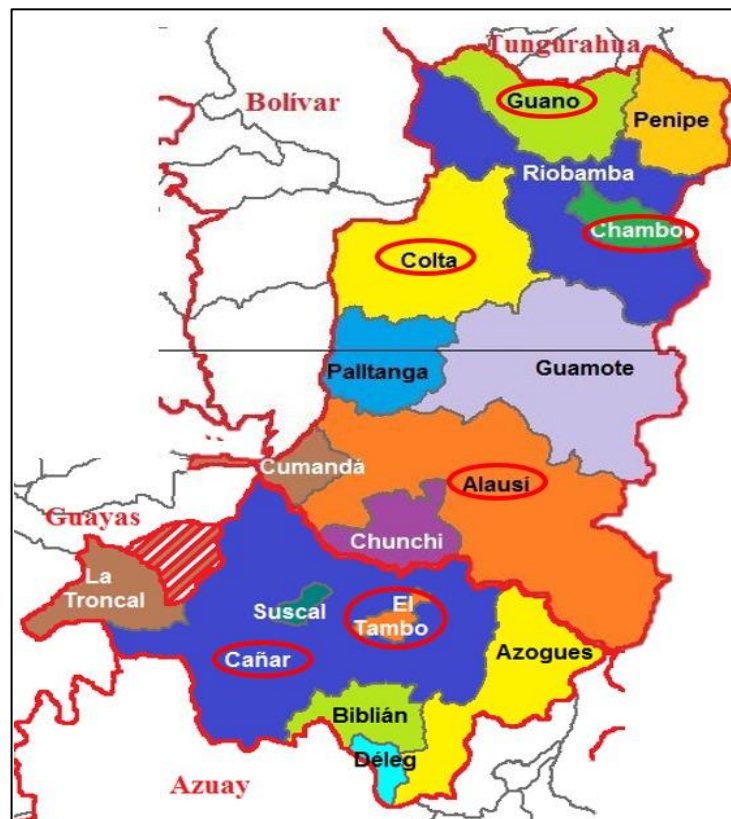 Tungurahua
Bolívar
Guano
Penipe
Riobamba
Chambo
Colta
Palltanga
Guamote
Cumandá
Alausí
Guayas
Chunchi
La
Troncal
Suscal
El
Tambo
Cañar
Azogues
Biblián
Déleg
Azuay